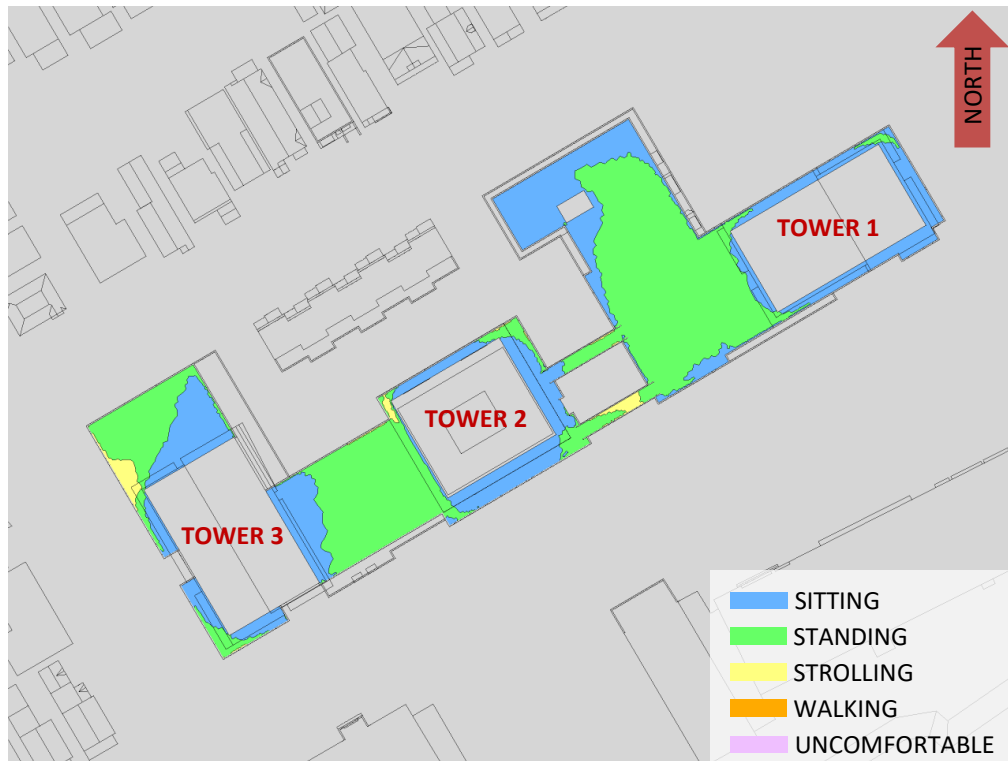 NORTH
TOWER 1
TOWER 2
TOWER 3
SITTING
STANDING
STROLLING
WALKING
UNCOMFORTABLE